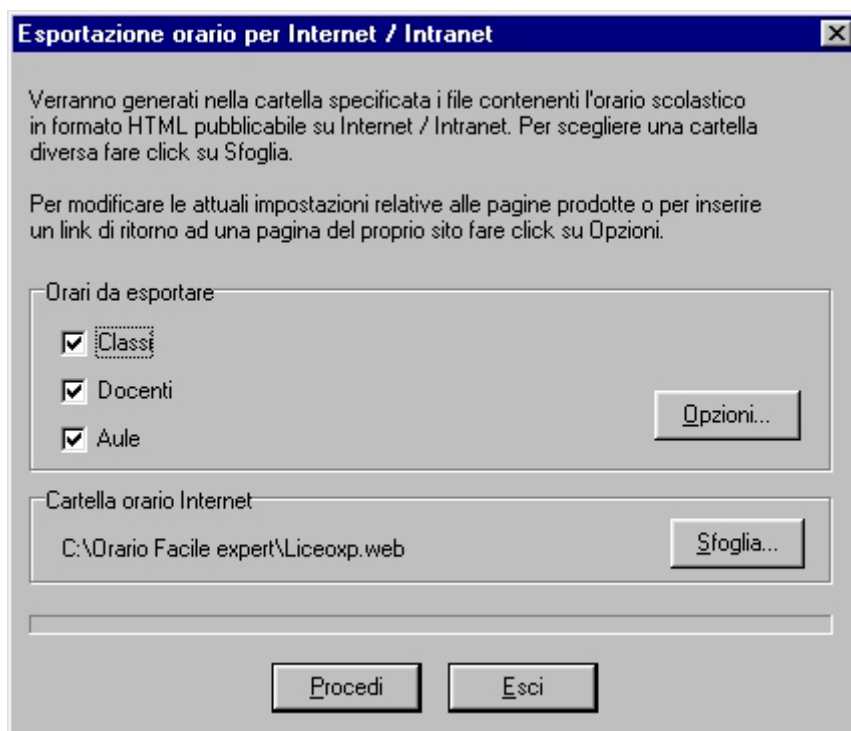 Esportazione orario per Internet / Intranet
Verranno generati nella cartella specificata i file contenenti l'orario scolastico
in formato HTML pubblicabile su Internet / Intranet. Per scegliere una cartella
diversa fare click su Sfoglia.
Per modificare le attuali impostazioni relative alle pagine prodotte o per inserire
un link di ritorno ad una pagina del proprio sito fare click su Opzioni.
Orari da esportare
Classi
Docenti
Opzioni...
Aule
Cartella orario Internet
C:\Orario Facile expert\Liceoxp.web
Sfoglia...
Procedi
Esci